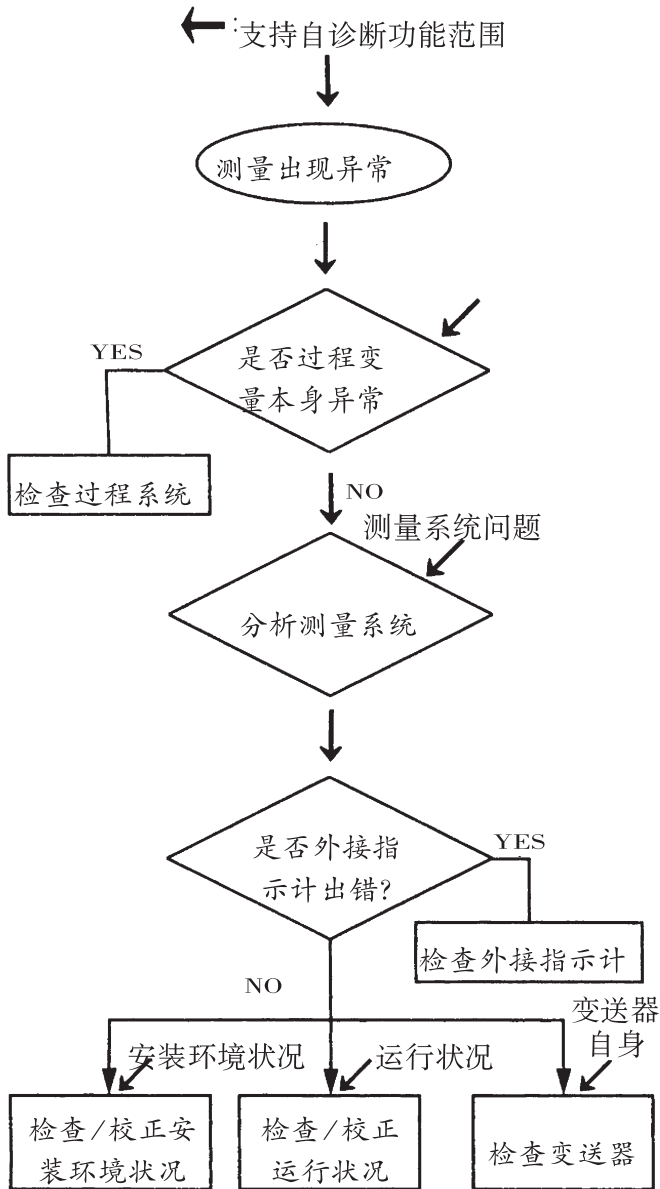 :支持自诊断功能范围
测量出现异常
YES
是否过程变
量本身异常
检查过程系统
NO
测量系统问题
分析测量系统
是否外接指
示计出错?
YES
检查外接指示计
NO
变送器
自身
安装环境状况
运行状况
检查/校正安
装环境状况
检查/校正
运行状况
检查变送器